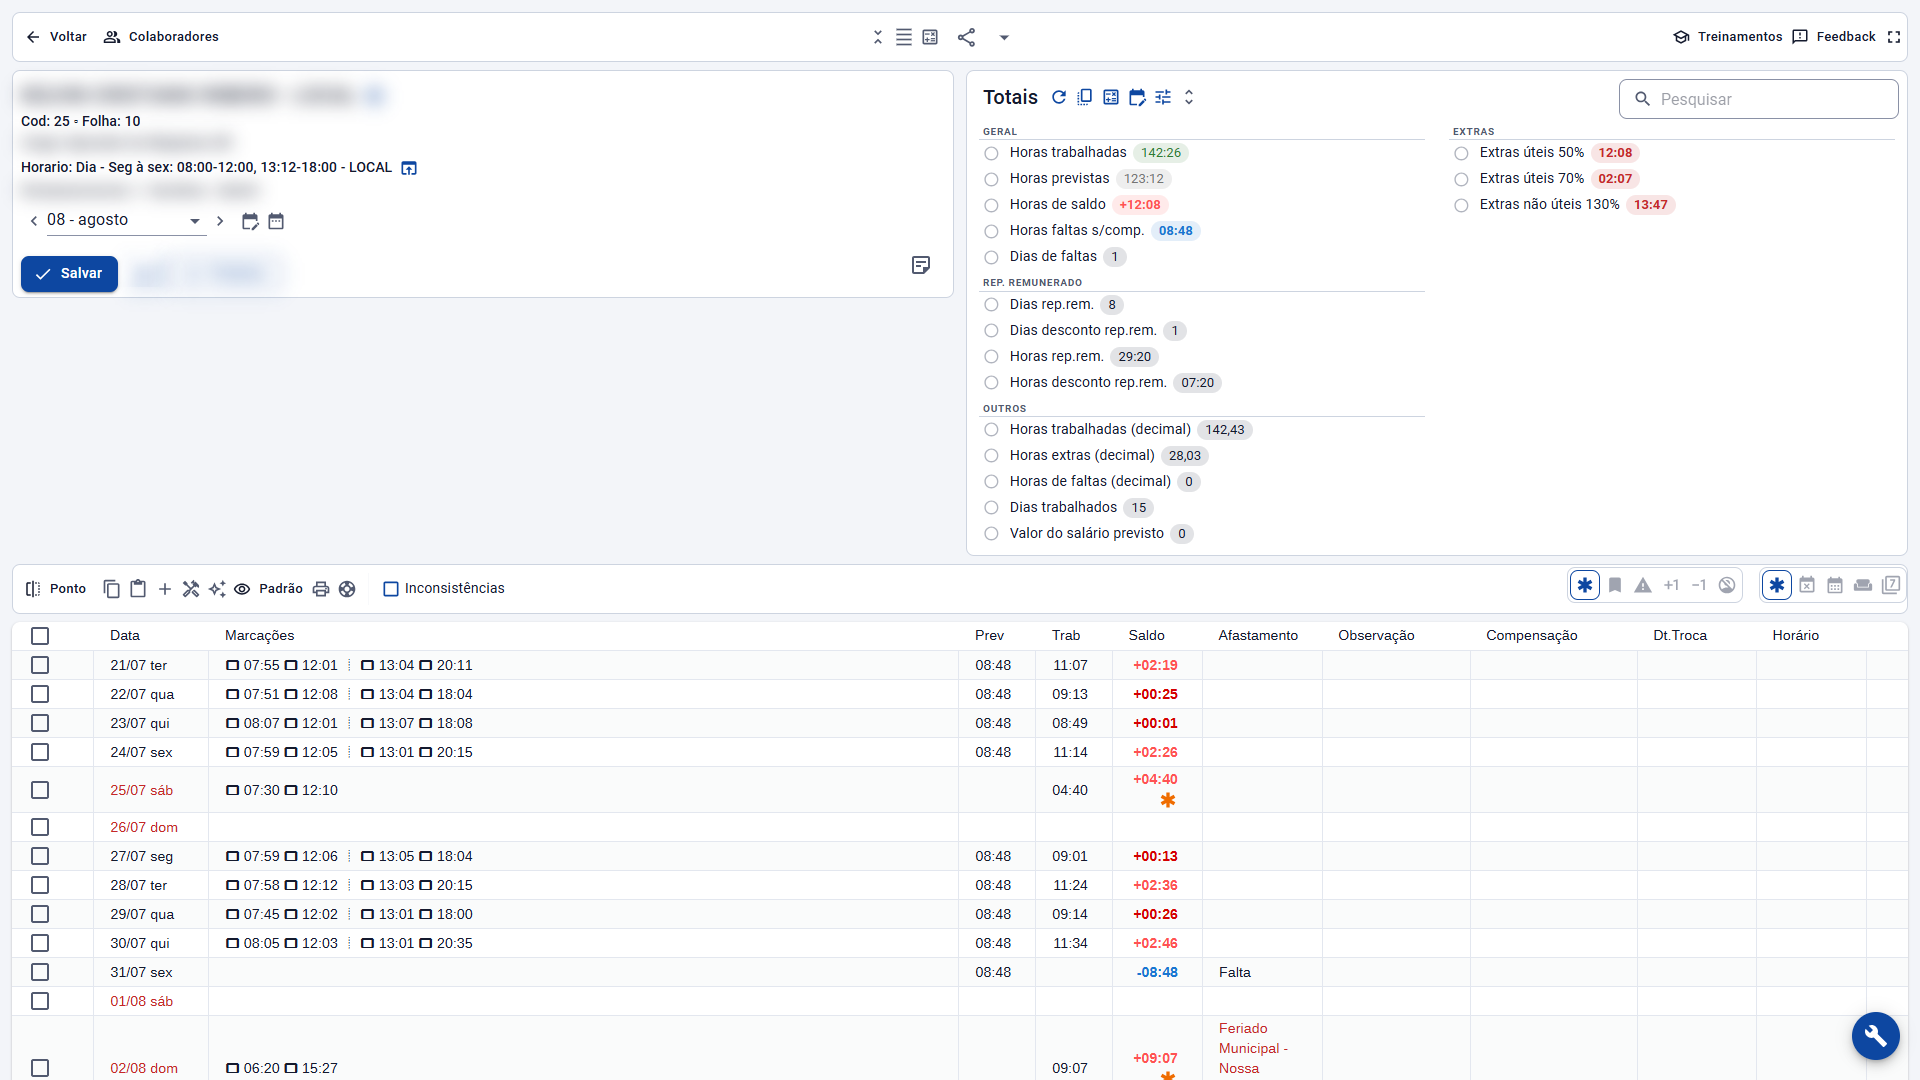 Voltar Colaboradores Treinamentos Feedback
Cod: 25 • Folha: 10
Horario: Dia - Seg à sex: 08:00-12:00, 13:12-18:00 - LOCAL
08 - agosto
Salvar
Totais
Pesquisar
GERAL
Horas trabalhadas 142:26
Horas previstas 123:12
Horas de saldo +12:08
Horas faltas s/comp. 08:48
Dias de faltas 1
REP. REMUNERADO
Dias rep.rem. 8
Dias desconto rep.rem. 1
Horas rep.rem. 29:20
Horas desconto rep.rem. 07:20
OUTROS
Horas trabalhadas (decimal) 142,43
Horas extras (decimal) 28,03
Horas de faltas (decimal) 0
Dias trabalhados 15
Valor do salário previsto 0
EXTRAS
Extras úteis 50% 12:08
Extras úteis 70% 02:07
Extras não úteis 130% 13:47
Ponto Padrão Inconsistências +1 −1 7
Data Marcações Prev Trab Saldo Afastamento Observação Compensação Dt.Troca Horário
21/07 ter 07:55 12:01 13:04 20:11 08:48 11:07 +02:19
22/07 qua 07:51 12:08 13:04 18:04 08:48 09:13 +00:25
23/07 qui 08:07 12:01 13:07 18:08 08:48 08:49 +00:01
24/07 sex 07:59 12:05 13:01 20:15 08:48 11:14 +02:26
25/07 sáb 07:30 12:10 04:40 +04:40
26/07 dom
27/07 seg 07:59 12:06 13:05 18:04 08:48 09:01 +00:13
28/07 ter 07:58 12:12 13:03 20:15 08:48 11:24 +02:36
29/07 qua 07:45 12:02 13:01 18:00 08:48 09:14 +00:26
30/07 qui 08:05 12:03 13:01 20:35 08:48 11:34 +02:46
31/07 sex 08:48 -08:48 Falta
01/08 sáb
02/08 dom 06:20 15:27 09:07 +09:07 Feriado
Municipal -
Nossa